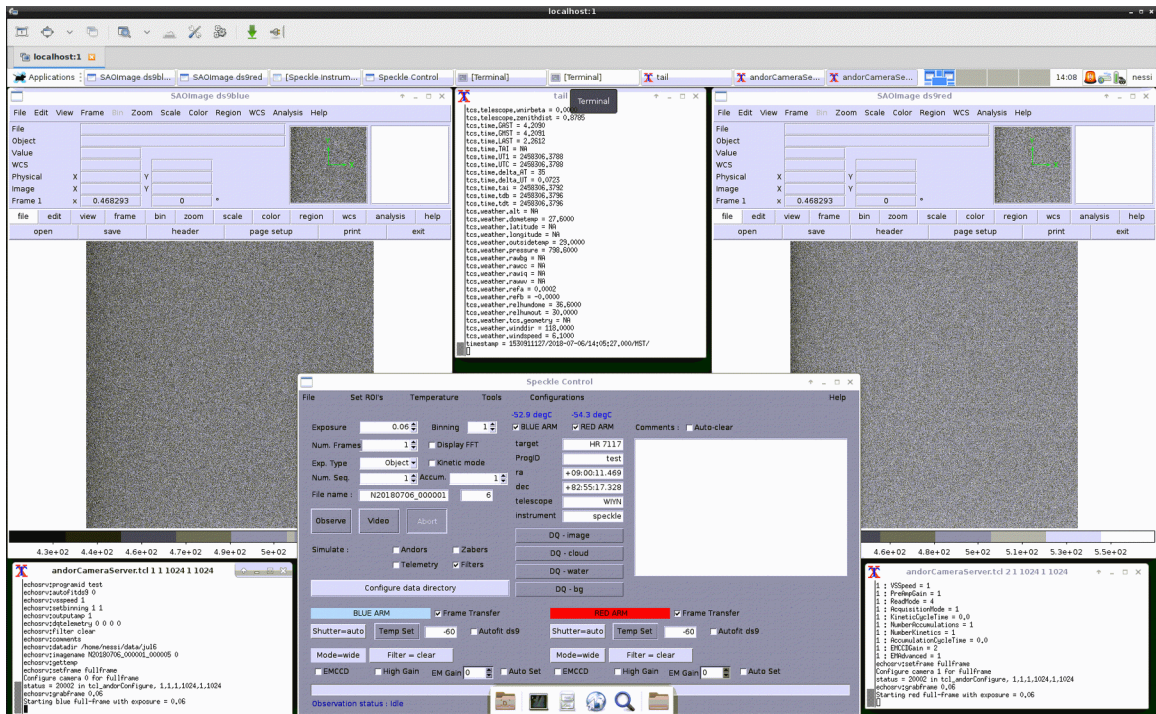 localhost:1
localhost:1
Applications
SAOImage ds9bl...
SAOImage ds9red
[Speckle Instrum...
Speckle Control
[Terminal]
[Terminal]
tail
andorCameraSe...
andorCameraSe...
14:08
nessi
SAOImage ds9blue
File Edit View Frame Bin Zoom Scale Color Region WCS Analysis Help
File
Object
Value
WCS
Physical X Y
Image X Y
Frame 1 x 0.468293 0 °
file edit view frame bin zoom scale color region wcs analysis help
open save header page setup print exit
4.3e+02 4.4e+02 4.6e+02 4.7e+02 4.9e+02 5e+02
tail
Terminal
tcs.telescope.zenithdist = 0.8785
tcs.time.GAST = 4.2090
tcs.time.GMST = 4.2091
tcs.time.LAST = 2.2612
tcs.time.TAI = NA
tcs.time.UT1 = 2458306.3788
tcs.time.UTC = 2458306.3788
tcs.time.delta_AT = 35
tcs.time.delta_UT = 0.0723
tcs.time.tai = 2458306.3792
tcs.time.tdb = 2458306.3796
tcs.time.tdt = 2458306.3796
tcs.weather.alt = NA
tcs.weather.dometemp = 27.6000
tcs.weather.latitude = NA
tcs.weather.longitude = NA
tcs.weather.outsidetemp = 29.0000
tcs.weather.pressure = 798.6000
tcs.weather.rawbg = NA
tcs.weather.rawcc = NA
tcs.weather.rawiq = NA
tcs.weather.rawwv = NA
tcs.weather.refa = 0.0002
tcs.weather.refb = -0.0000
tcs.weather.relhumdome = 36.6000
tcs.weather.relhumout = 30.0000
tcs.weather.tcs.geometry = NA
tcs.weather.winddir = 118.0000
tcs.weather.windspeed = 6.1000
timestamp = 1530911127/2018-07-06/14:05:27.000/MST/
SAOImage ds9red
File Edit View Frame Bin Zoom Scale Color Region WCS Analysis Help
File
Object
Value
WCS
Physical X Y
Image X Y
Frame 1 x 0.468293 0 °
file edit view frame bin zoom scale color region wcs analysis help
open save header page setup print exit
4.6e+02 4.8e+02 5e+02 5.1e+02 5.3e+02 5.5e+02
Speckle Control
File Set ROI's Temperature Tools Configurations Help
-52.9 degC -54.3 degC
Exposure 0.06 Binning 1 BLUE ARM RED ARM Comments : Auto-clear
Num. Frames 1 Display FFT target HR 7117
Exp. Type Object Kinetic mode ProgID test
Num. Seq. 1 Accum. 1 ra +09:00:11.469
File name : N20180706_000001 6 dec +82:55:17.328
telescope WIYN
instrument speckle
Observe Video Abort
DQ - image
Simulate : Andors Zabers DQ - cloud
Telemetry Filters DQ - water
Configure data directory DQ - bg
BLUE ARM Frame Transfer RED ARM Frame Transfer
Shutter=auto Temp Set -60 Autofit ds9 Shutter=auto Temp Set -60 Autofit ds9
Mode=wide Filter = clear Mode=wide Filter = clear
EMCCD High Gain EM Gain 0 Auto Set EMCCD High Gain EM Gain 0 Auto Set
Observation status : Idle
andorCameraServer.tcl 1 1 1024 1 1024
echosrv:programid test
echosrv:autofitds9 0
echosrv:vsspeed 1
echosrv:setbinning 1 1
echosrv:outputamp 1
echosrv:dqtelemetry 0 0 0 0
echosrv:filter clear
echosrv:comments
echosrv:datadir /home/nessi/data/jul6
echosrv:imagename N20180706_000001_000005 0
echosrv:gettemp
echosrv:setframe fullframe
Configure camera 0 for fullframe
status = 20002 in tcl_andorConfigure, 1,1,1,1024,1,1024
echosrv:grabframe 0.06
Starting blue full-frame with exposure = 0.06
andorCameraServer.tcl 2 1 1024 1 1024
1 : VSSpeed = 1
1 : PreAmpGain = 1
1 : ReadMode = 4
1 : AcquisitionMode = 1
1 : KineticCycleTime = 0.0
1 : NumberAccumulations = 1
1 : NumberKinetics = 1
1 : AccumulationCycleTime = 0.0
1 : EMCCDGain = 2
1 : EMAdvanced = 1
echosrv:setframe fullframe
Configure camera 1 for fullframe
status = 20002 in tcl_andorConfigure, 1,1,1,1024,1,1024
echosrv:grabframe 0.06
Starting red full-frame with exposure = 0.06